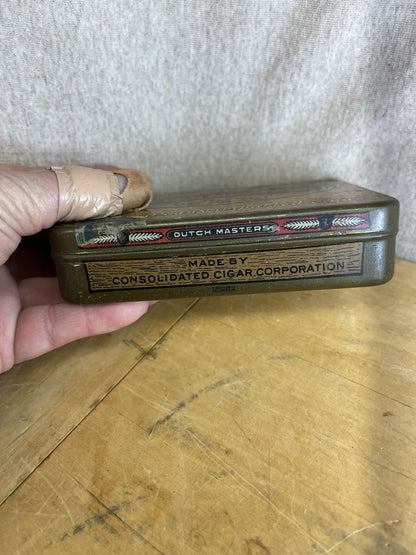 DUTCH MASTERS
MADE BY
CONSOLIDATED CIGAR CORPORATION